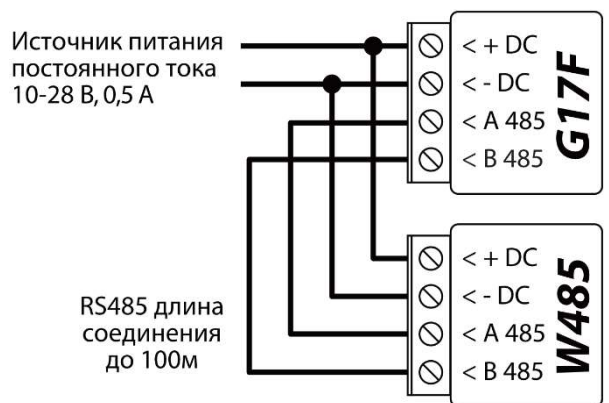 Источник питания
постоянного тока
10-28 В, 0,5 А
< + DC
< - DC
< A 485
< B 485
G17F
RS485 длина
соединения
до 100м
< + DC
< - DC
< A 485
< B 485
W485